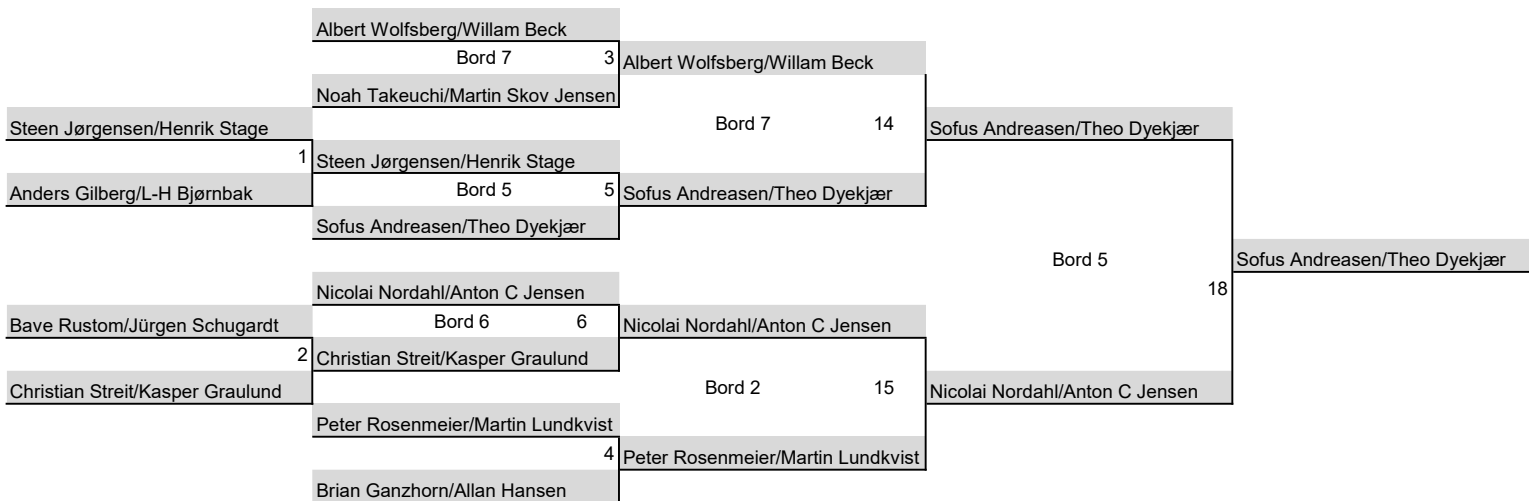 Albert Wolfsberg/Willam Beck
Bord 7 3 Albert Wolfsberg/Willam Beck
Noah Takeuchi/Martin Skov Jensen
Steen Jørgensen/Henrik Stage Bord 7 14 Sofus Andreasen/Theo Dyekjær
1 Steen Jørgensen/Henrik Stage
Anders Gilberg/L-H Bjørnbak Bord 5 5 Sofus Andreasen/Theo Dyekjær
Sofus Andreasen/Theo Dyekjær
Bord 5 Sofus Andreasen/Theo Dyekjær
Nicolai Nordahl/Anton C Jensen 18
Bave Rustom/Jürgen Schugardt Bord 6 6 Nicolai Nordahl/Anton C Jensen
2 Christian Streit/Kasper Graulund
Christian Streit/Kasper Graulund Bord 2 15 Nicolai Nordahl/Anton C Jensen
Peter Rosenmeier/Martin Lundkvist
4 Peter Rosenmeier/Martin Lundkvist
Brian Ganzhorn/Allan Hansen